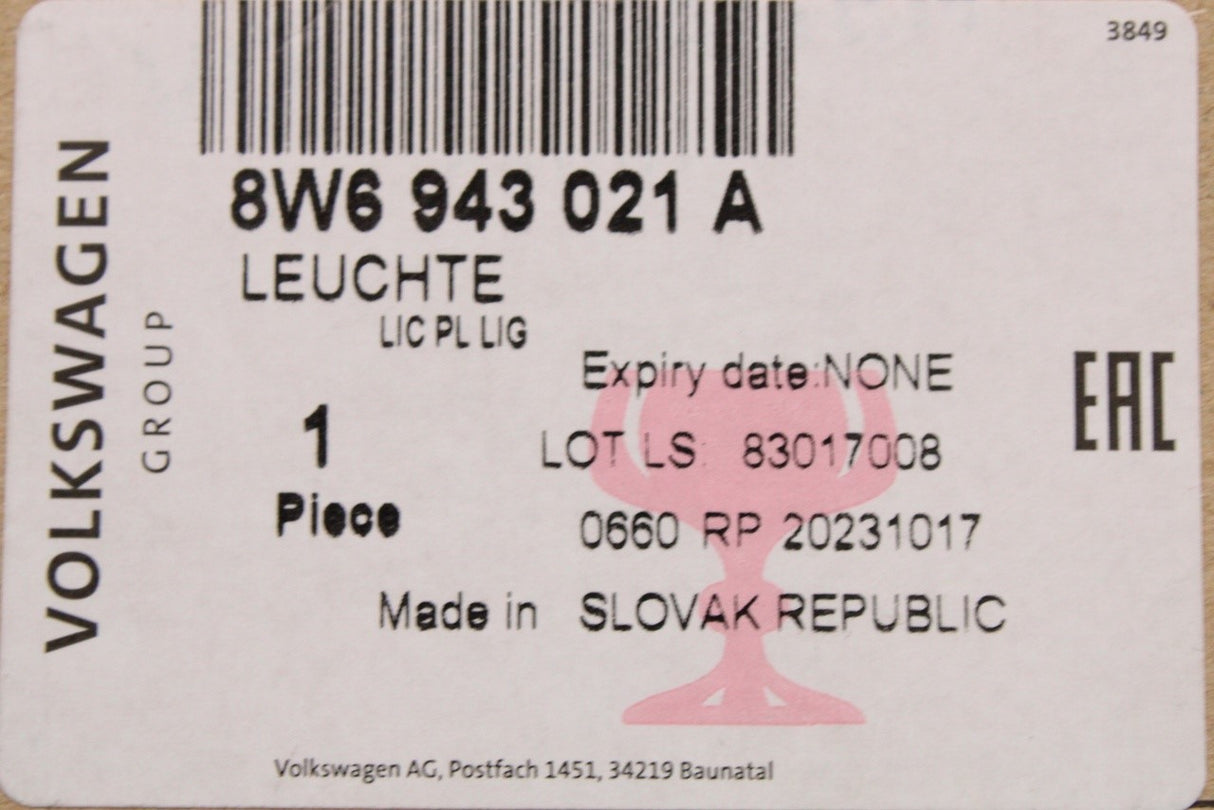 3849
VOLKSWAGEN
GROUP
8W6 943 021 A
LEUCHTE
LIC PL LIG
Expiry date:NONE
EAC
1
LOT LS: 83017008
Piece
0660 RP 20231017
Made in SLOVAK REPUBLIC
Volkswagen AG, Postfach 1451, 34219 Baunatal